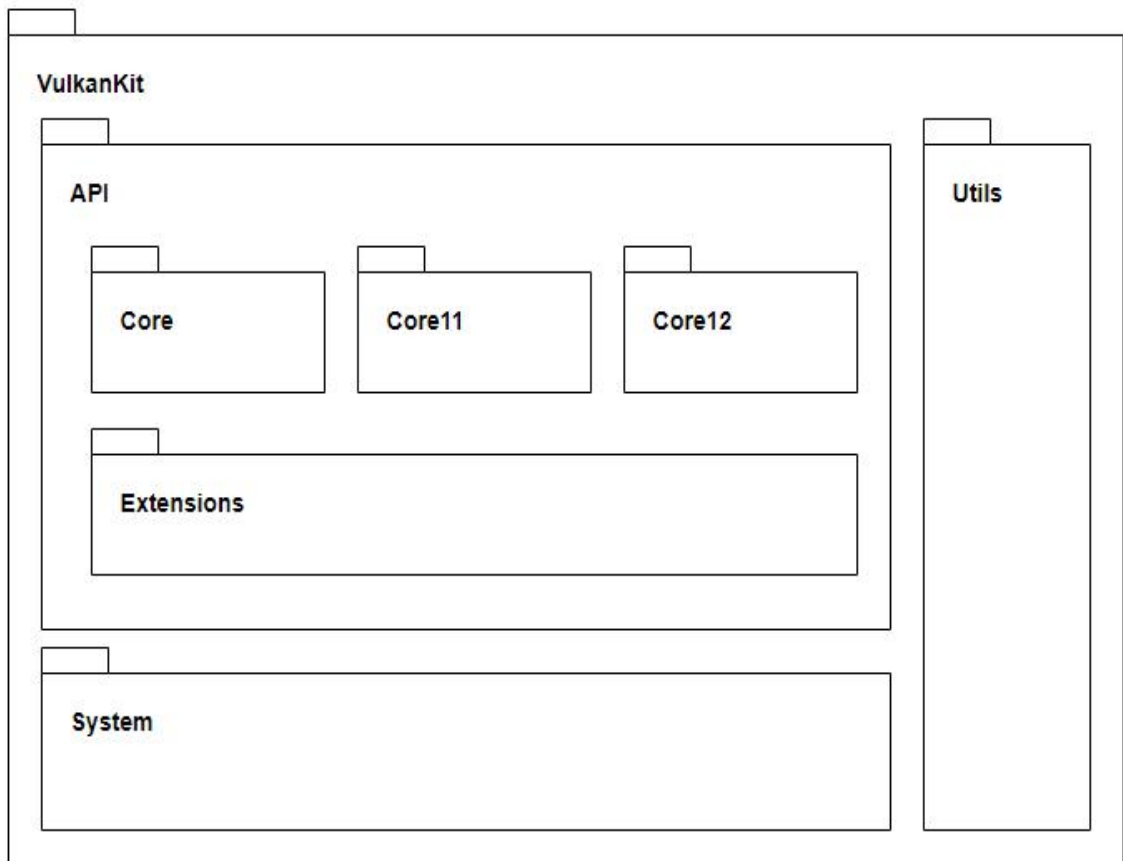 VulkanKit
API
Utils
Core
Core11
Core12
Extensions
System